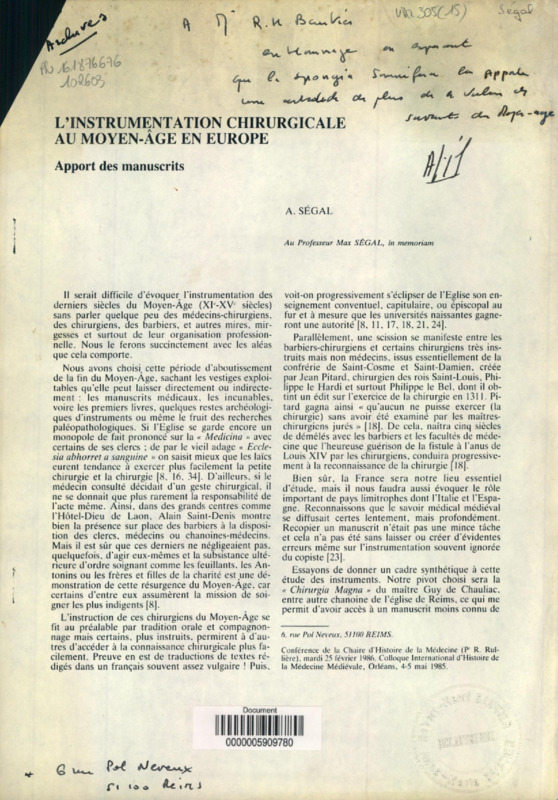 Archives
PN 161876676
102603
A Mr R.H. Bautier
VM 305 (15)
Ségal
en hommage en espérant
que la spongia somnifera
une de plus de
savants du Moyen-age
L'INSTRUMENTATION CHIRURGICALE
AU MOYEN-ÂGE EN EUROPE
Apport des manuscrits
A. SÉGAL
Au Professeur Max SÉGAL, in memoriam
Il serait difficile d'évoquer l'instrumentation des
derniers siècles du Moyen-Âge (XIe-XVe siècles)
sans parler quelque peu des médecins-chirurgiens,
des chirurgiens, des barbiers, et autres mires, mir-
gesses et surtout de leur organisation profession-
nelle. Nous le ferons succinctement avec les aléas
que cela comporte.
Nous avons choisi cette période d'aboutissement
de la fin du Moyen-Âge, sachant les vestiges exploi-
tables qu'elle peut laisser directement ou indirecte-
ment : les manuscrits médicaux, les incunables,
voire les premiers livres, quelques restes archéologi-
ques d'instruments ou même le fruit des recherches
paléopathologiques. Si l'Eglise se garde encore un
monopole de fait prononcé sur la « Medicina » avec
certains de ses clercs ; de par le vieil adage « Eccle-
sia abhorret a sanguine » on saisit mieux que les laïcs
curent tendance à exercer plus facilement la petite
chirurgie et la chirurgie [8, 16, 34]. D'ailleurs, si le
médecin consulté décidait d'un geste chirurgical, il
ne se donnait que plus rarement la responsabilité de
l'acte même. Ainsi, dans des grands centres comme
l'Hôtel-Dieu de Laon, Alain Saint-Denis montre
bien la présence sur place des barbiers à la disposi-
tion des clercs, médecins ou chanoines-médecins.
Mais il est sûr que ces derniers ne négligeaient pas,
quelquefois, d'agir eux-mêmes et la subsistance ulté-
rieure d'ordre soignant comme les feuillants, les An-
tonins ou les frères et filles de la charité est une dé-
monstration de cette résurgence du Moyen-Âge, car
certains d'entre eux assumèrent la mission de soi-
gner les plus indigents [8].
L'instruction de ces chirurgiens du Moyen-Âge se
fit au préalable par tradition orale et compagnon-
nage mais certains, plus instruits, permirent à d'au-
tres d'accéder à la connaissance chirurgicale plus fa-
cilement. Preuve en est de traductions de textes ré-
digés dans un français souvent assez vulgaire ! Puis,
voit-on progressivement s'éclipser de l'Eglise son en-
seignement conventuel, capitulaire, ou épiscopal au
fur et à mesure que les universités naissantes gagne-
ront une autorité [8, 11, 17, 18, 21, 24].
Parallèlement, une scission se manifeste entre les
barbiers-chirurgiens et certains chirurgiens très ins-
truits mais non médecins, issus essentiellement de la
confrérie de Saint-Cosme et Saint-Damien, créée
par Jean Pitard, chirurgien des rois Saint-Louis, Phi-
lippe le Hardi et surtout Philippe le Bel, dont il ob-
tint un édit sur l'exercice de la chirurgie en 1311. Pi-
tard gagna ainsi « qu'aucun ne puisse exercer (la
chirurgie) sans avoir été examiné par les maîtres-
chirurgiens jurés » [18]. De cela, naîtra cinq siècles
de démêlés avec les barbiers et les facultés de méde-
cine que l'heureuse guérison de la fistule à l'anus de
Louis XIV par les chirurgiens, conduira progressive-
ment à la reconnaissance de la chirurgie [18].
Bien sûr, la France sera notre lieu essentiel
d'étude, mais il nous faudra aussi évoquer le rôle
important de pays limitrophes dont l'Italie et l'Espa-
gne. Reconnaissons que le savoir médical médiéval
se diffusait certes lentement, mais profondément.
Recopier un manuscrit n'était pas une mince tâche
et cela n'a pas été sans laisser ou créer d'évidentes
erreurs même sur l'instrumentation souvent ignorée
du copiste [23].
Essayons de donner un cadre synthétique à cette
étude des instruments. Notre pivot choisi sera la
« Chirurgia Magna » du maître Guy de Chauliac,
entre autre chanoine de l'église de Reims, ce qui me
permit d'avoir accès à un manuscrit moins connu de
6, rue Pol Neveux, 51100 REIMS.
Conférence de la Chaire d'Histoire de la Médecine (Pr R. Rul-
lière), mardi 25 février 1986. Colloque International d'Histoire de
la Médecine Médiévale, Orléans, 4-5 mai 1985.
Document
0000005909780
* 6 rue Pol Neveux
51100 Reims